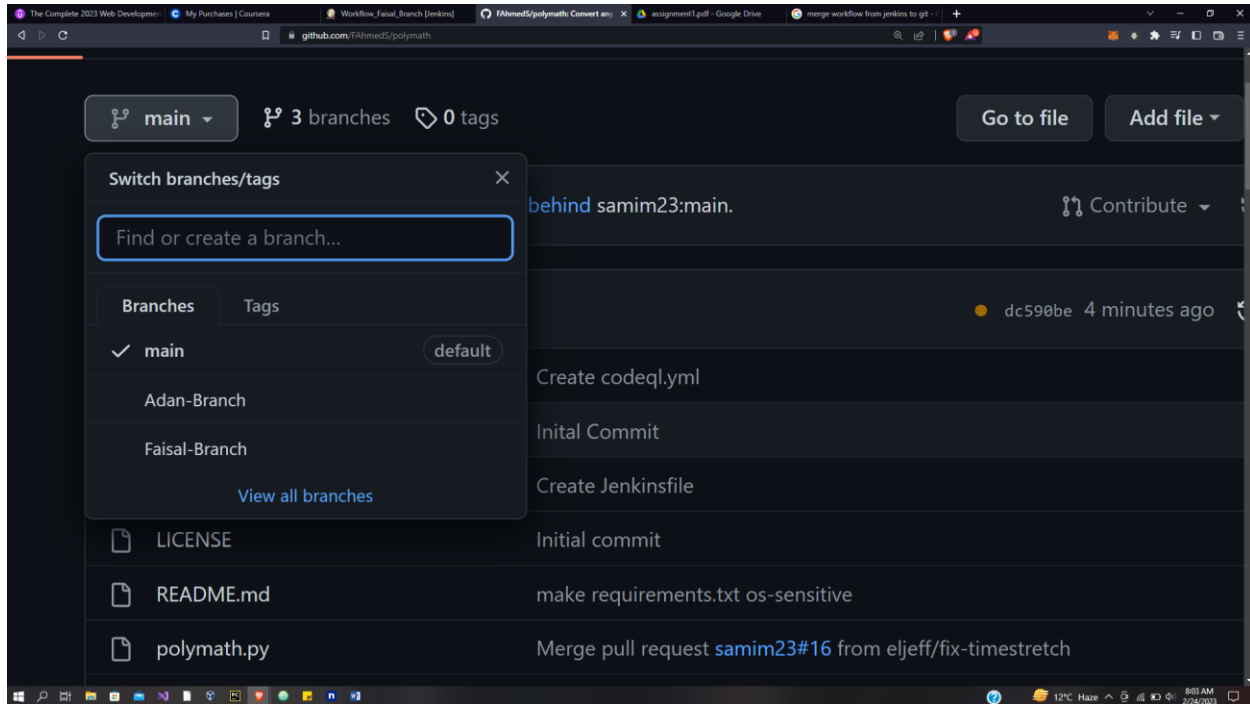 The Complete 2023 Web Developmen
My Purchases | Coursera
Workflow_Faisal_Branch [Jenkins]
FAhmedS/polymath: Convert any
assignment1.pdf - Google Drive
merge workflow from jenkins to git -
github.com/FAhmedS/polymath
main
3 branches
0 tags
Go to file
Add file
Switch branches/tags
behind samim23:main.
Contribute
Find or create a branch...
Branches
Tags
dc590be 4 minutes ago
main
default
Create codeql.yml
Adan-Branch
Inital Commit
Faisal-Branch
Create Jenkinsfile
View all branches
LICENSE
Initial commit
README.md
make requirements.txt os-sensitive
polymath.py
Merge pull request samim23#16 from eljeff/fix-timestretch
12°C Haze
8:03 AM
2/24/2023